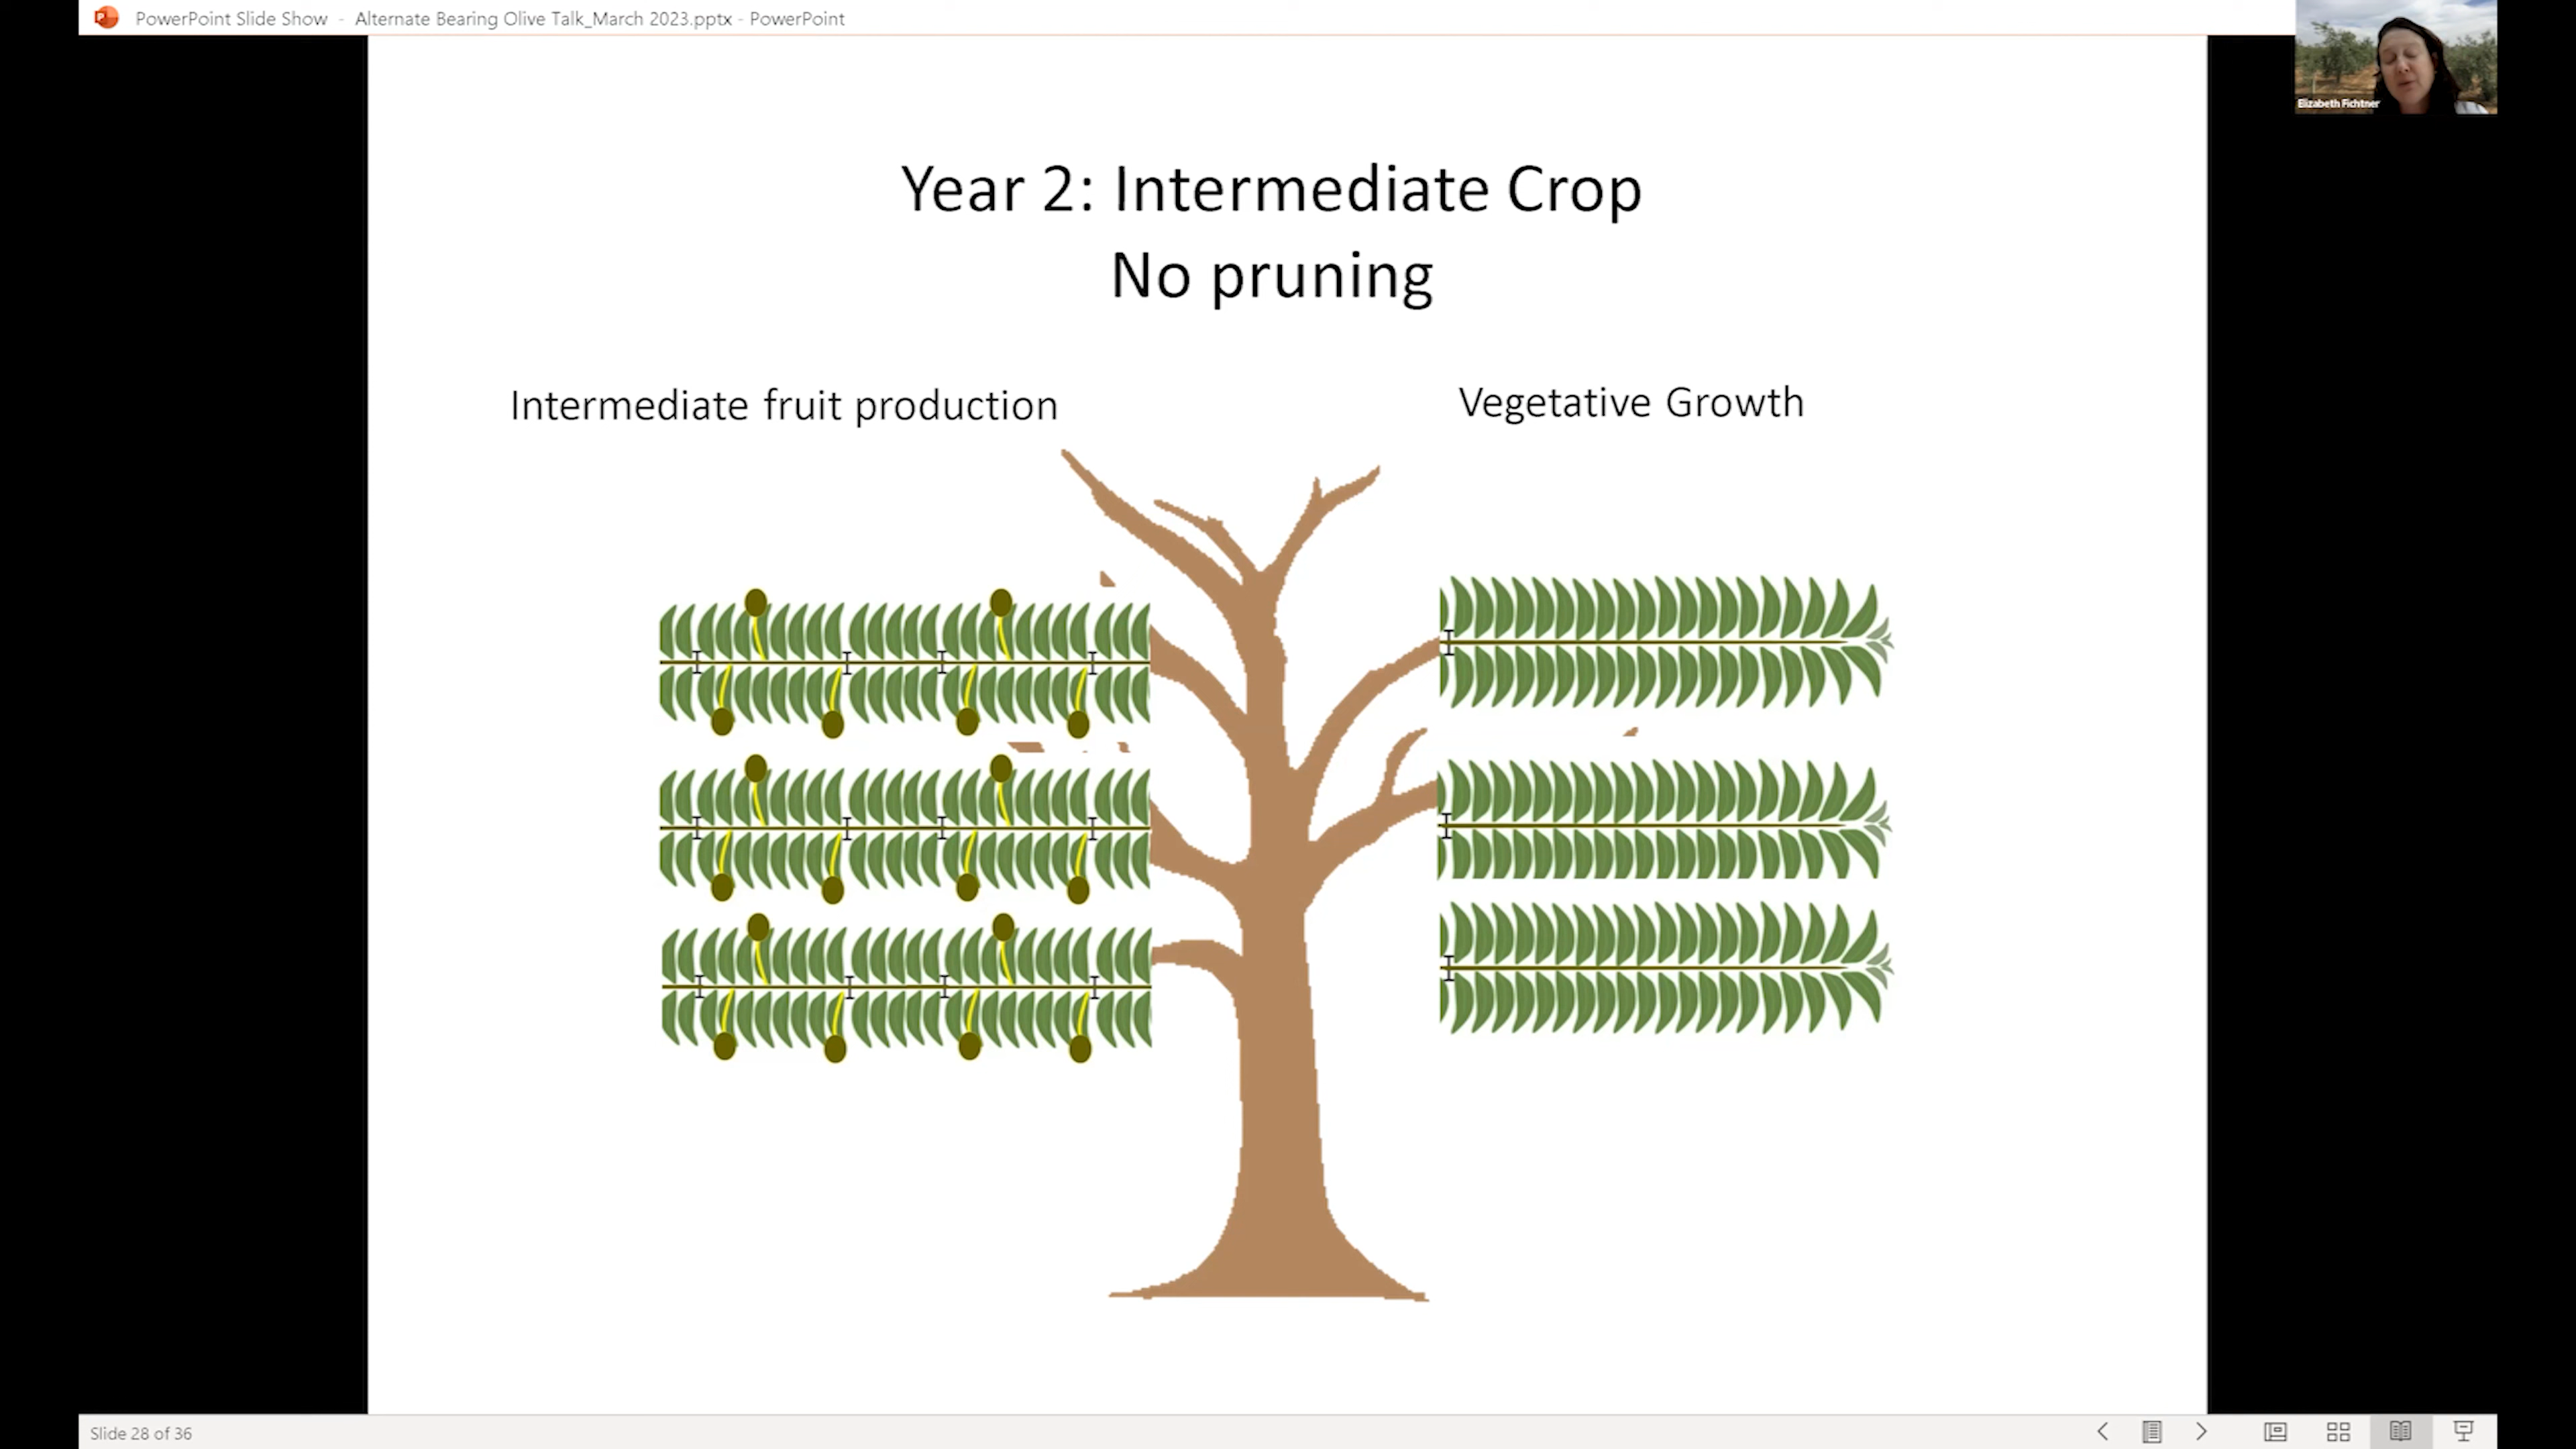 PowerPoint Slide Show - Alternate Bearing Olive Talk_March 2023.pptx - PowerPoint
Elizabeth Fichtner
Year 2: Intermediate Crop
No pruning
Intermediate fruit production
Vegetative Growth
Slide 28 of 36